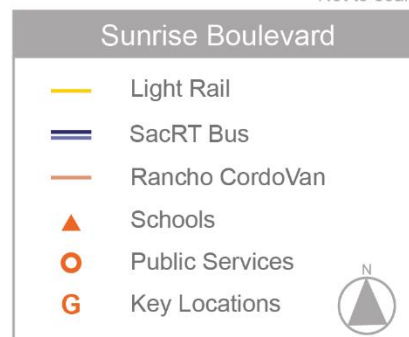 Sunrise Boulevard
Light Rail
SacRT Bus
Rancho CordoVan
Schools
Public Services
G Key Locations
N